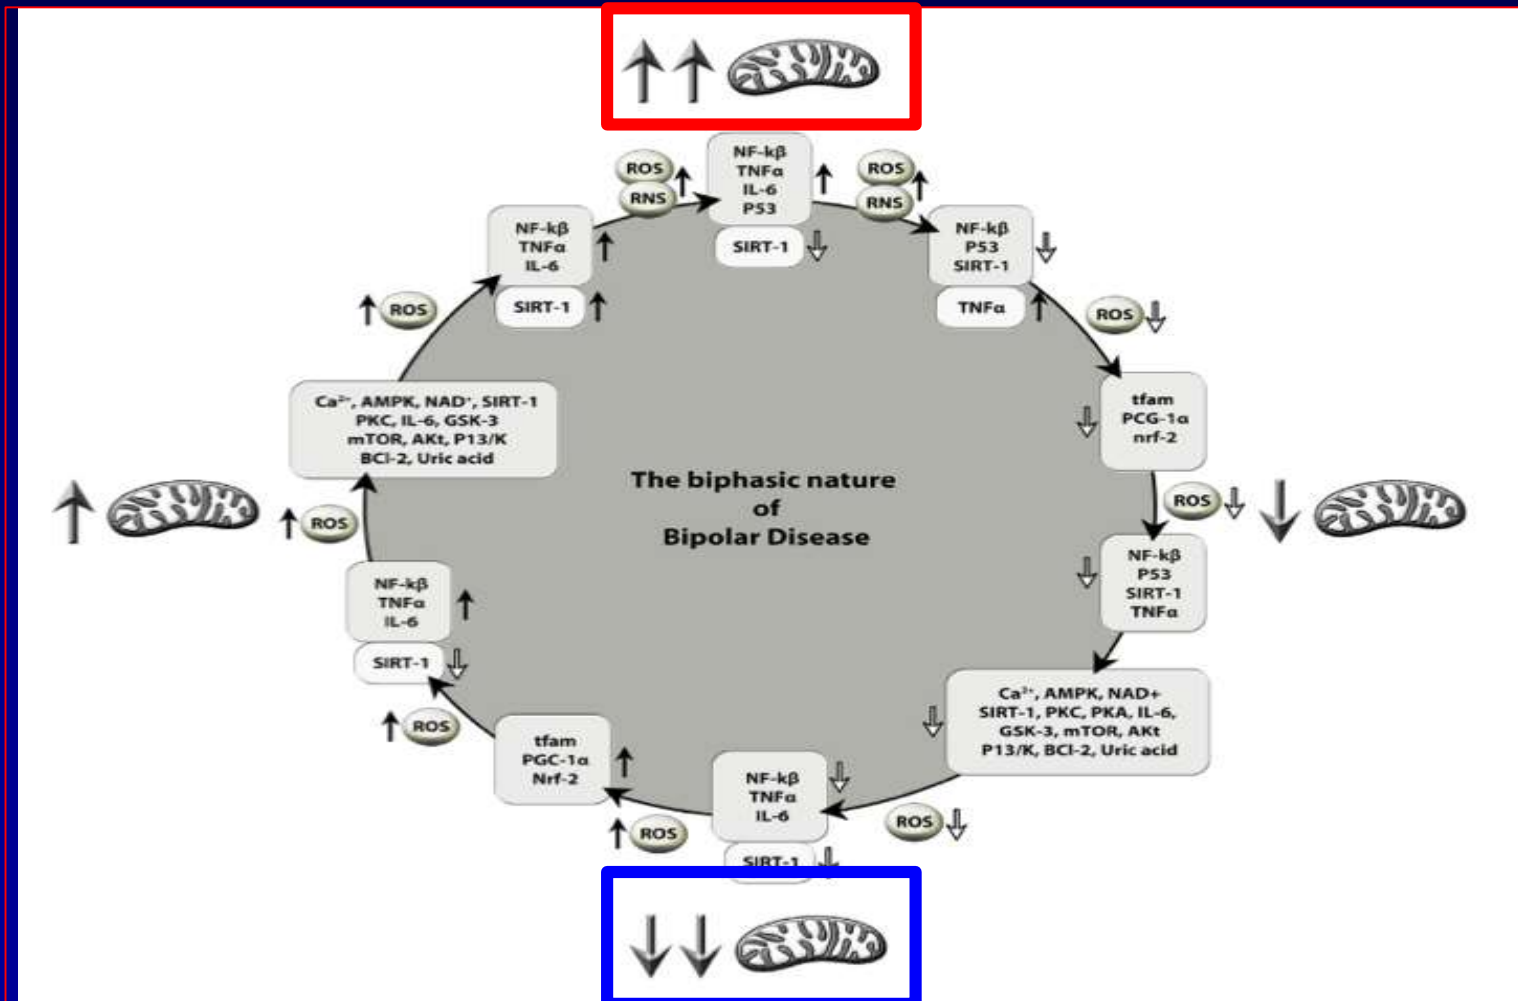 ROS
RNS
NF-kβ
TNFα
IL-6
P53
SIRT-1
ROS
RNS
NF-kβ
P53
SIRT-1
TNFα
ROS
tfam
PCG-1α
nrf-2
ROS
NF-kβ
P53
SIRT-1
TNFα
Ca²⁺, AMPK, NAD+
SIRT-1, PKC, PKA, IL-6,
GSK-3, mTOR, AKt
P13/K, BCl-2, Uric acid
ROS
NF-kβ
TNFα
IL-6
SIRT-1
ROS
tfam
PGC-1α
Nrf-2
ROS
NF-kβ
TNFα
IL-6
SIRT-1
ROS
Ca²⁺, AMPK, NAD⁺, SIRT-1
PKC, IL-6, GSK-3
mTOR, AKt, P13/K
BCl-2, Uric acid
ROS
NF-kβ
TNFα
IL-6
SIRT-1
The biphasic nature
of
Bipolar Disease